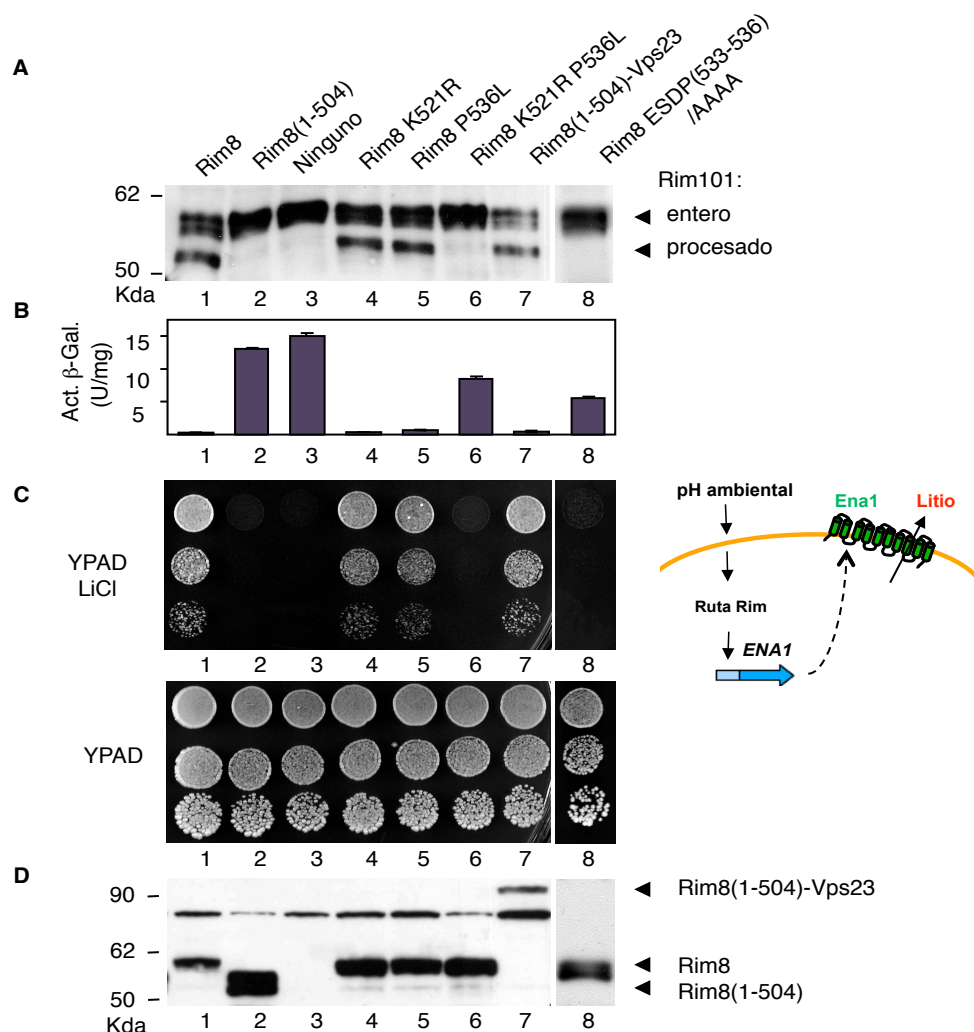 A
Rim8
Rim8(1-504)
Ninguno
Rim8 K521R
Rim8 P536L
Rim8 K521R P536L
Rim8(1-504)-Vps23
Rim8 ESDP(533-536)
/AAAA
Rim101:
62
entero
procesado
50
Kda
1 2 3 4 5 6 7 8
B
Act. β-Gal.
(U/mg)
15
10
5
1 2 3 4 5 6 7 8
C
YPAD
LiCl
1 2 3 4 5 6 7 8
pH ambiental
Ena1
Litio
Ruta Rim
ENA1
YPAD
1 2 3 4 5 6 7 8
D
90
Rim8(1-504)-Vps23
62
Rim8
Rim8(1-504)
50
Kda
1 2 3 4 5 6 7 8